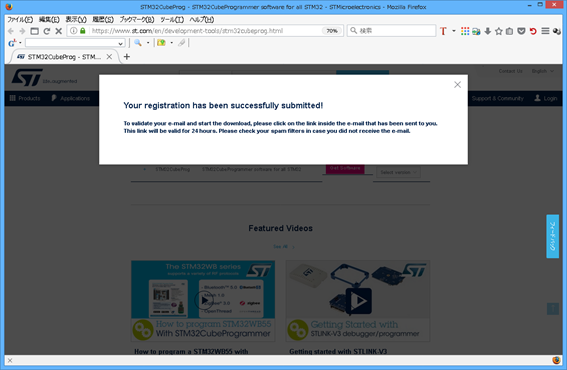 STM32CubeProg - STM32CubeProgrammer software for all STM32 - STMicroelectronics - Mozilla Firefox
ファイル(F) 編集(E) 表示(V) 履歴(S) ブックマーク(B) ツール(T) ヘルプ(H)
https://www.st.com/en/development-tools/stm32cubeprog.html 70% 検索
STM32CubeProg - STM...
Contact Us English
Products Applications Support & Community Login
Your registration has been successfully submitted!
To validate your e-mail and start the download, please click on the link inside the e-mail that has been sent to you.
This link will be valid for 24 hours. Please check your spam filters in case you did not receive the e-mail.
STM32CubeProg STM32CubeProgrammer software for all STM32 Get Software Select version
Featured Videos
See All
The STM32WB series
ST
Bluetooth 5.0
OpenThread
How to program STM32WB55
With STM32CubeProgrammer
ST
Getting Started with
STLINK-V3 debugger/programmer
How to program a STM32WB55 with
Getting started with STLINK-V3